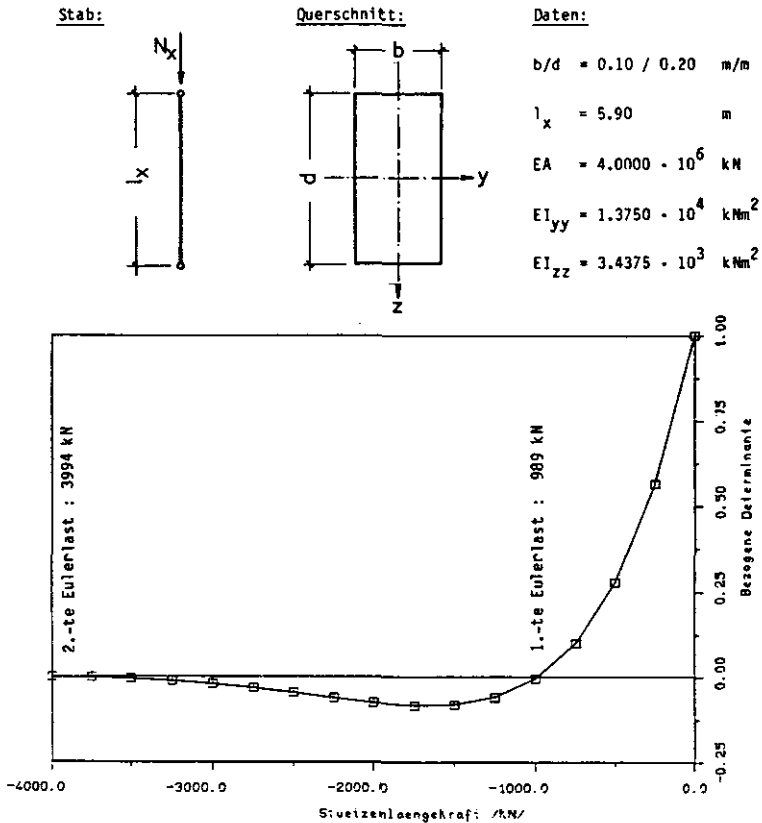 Stab:
Querschnitt:
Daten:
N_x
l_x
b
d
y
z
b/d = 0.10 / 0.20 m/m
l_x = 5.90 m
EA = 4.0000 · 10^6 kN
EI_yy = 1.3750 · 10^4 kNm^2
EI_zz = 3.4375 · 10^3 kNm^2
2.-te Eulerlast : 3994 kN
1.-te Eulerlast : 989 kN
1.00
0.75
0.50
0.25
0.00
-0.25
Bezogene Determinante
-4000.0
-3000.0
-2000.0
-1000.0
0.0
Stuetzenlaengskraft /KN/